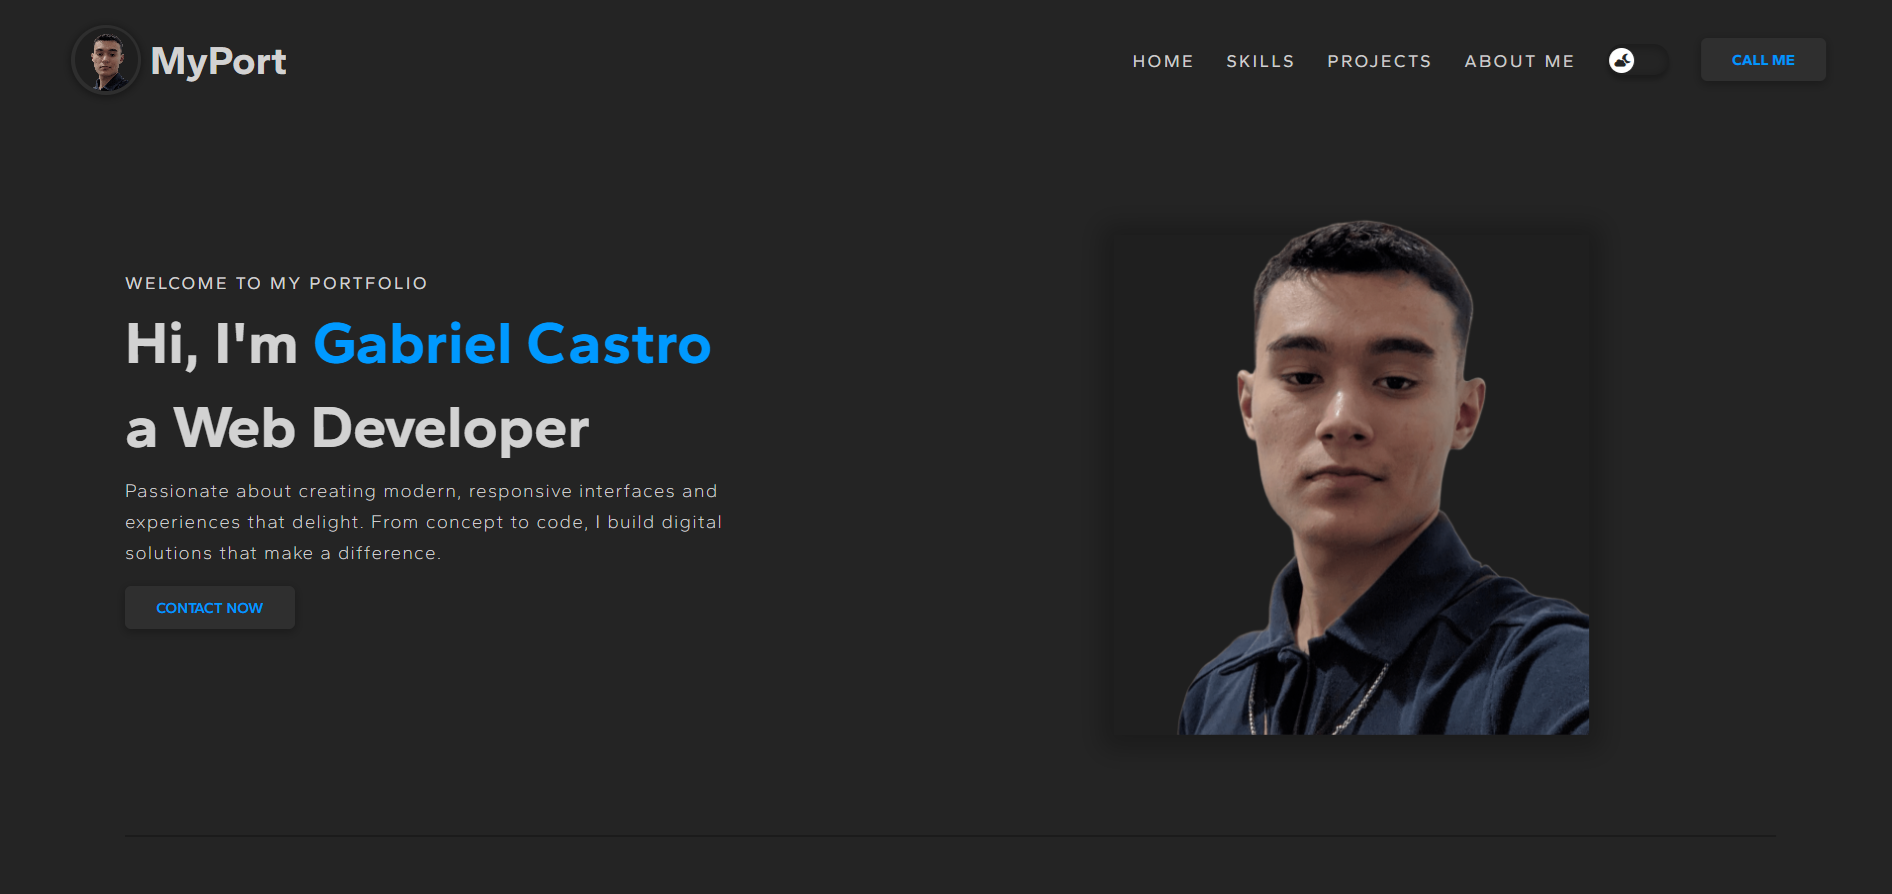 MyPort
HOME SKILLS PROJECTS ABOUT ME CALL ME
WELCOME TO MY PORTFOLIO
Hi, I'm Gabriel Castro
a Web Developer
Passionate about creating modern, responsive interfaces and
experiences that delight. From concept to code, I build digital
solutions that make a difference.
CONTACT NOW